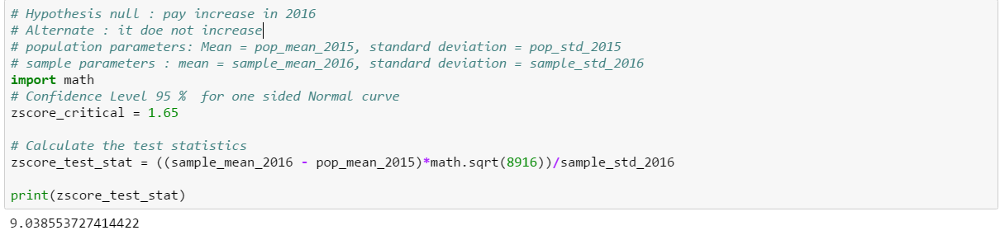 # Hypothesis null : pay increase in 2016
# Alternate : it doe not increase
# population parameters: Mean = pop_mean_2015, standard deviation = pop_std_2015
# sample parameters : mean = sample_mean_2016, standard deviation = sample_std_2016
import math
# Confidence Level 95 %  for one sided Normal curve
zscore_critical = 1.65
# Calculate the test statistics
zscore_test_stat = ((sample_mean_2016 - pop_mean_2015)*math.sqrt(8916))/sample_std_2016
print(zscore_test_stat)
9.038553727414422